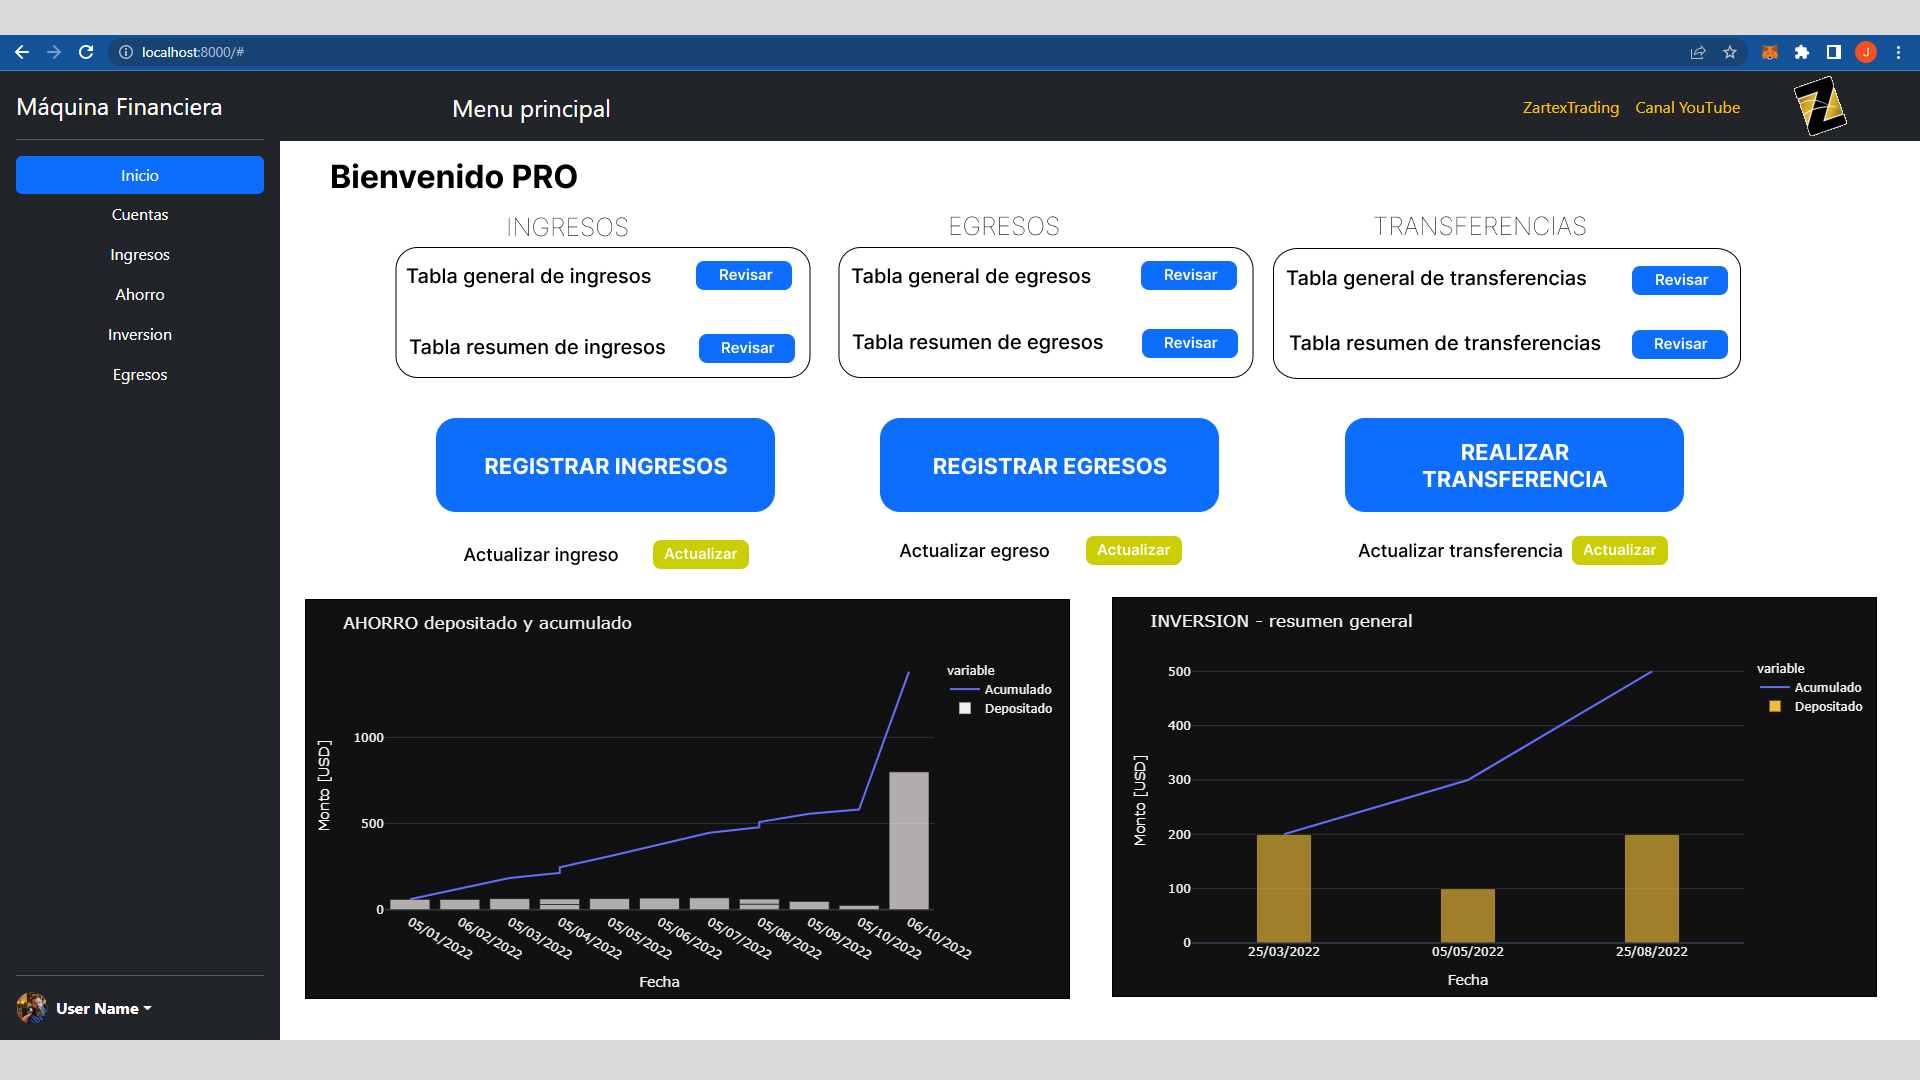 localhost:8000/#
J
Máquina Financiera
Menu principal
ZartexTrading
Canal YouTube
Z
Inicio
Cuentas
Ingresos
Ahorro
Inversion
Egresos
User Name
Bienvenido PRO
INGRESOS
Tabla general de ingresos
Revisar
Tabla resumen de ingresos
Revisar
EGRESOS
Tabla general de egresos
Revisar
Tabla resumen de egresos
Revisar
TRANSFERENCIAS
Tabla general de transferencias
Revisar
Tabla resumen de transferencias
Revisar
REGISTRAR INGRESOS
REGISTRAR EGRESOS
REALIZAR
TRANSFERENCIA
Actualizar ingreso
Actualizar
Actualizar egreso
Actualizar
Actualizar transferencia
Actualizar
AHORRO depositado y acumulado
variable
Acumulado
Depositado
Monto [USD]
1000
500
0
05/01/2022
06/02/2022
05/03/2022
05/04/2022
05/05/2022
05/06/2022
05/07/2022
05/08/2022
05/09/2022
05/10/2022
06/10/2022
Fecha
INVERSION - resumen general
variable
Acumulado
Depositado
Monto [USD]
500
400
300
200
100
0
25/03/2022
05/05/2022
25/08/2022
Fecha